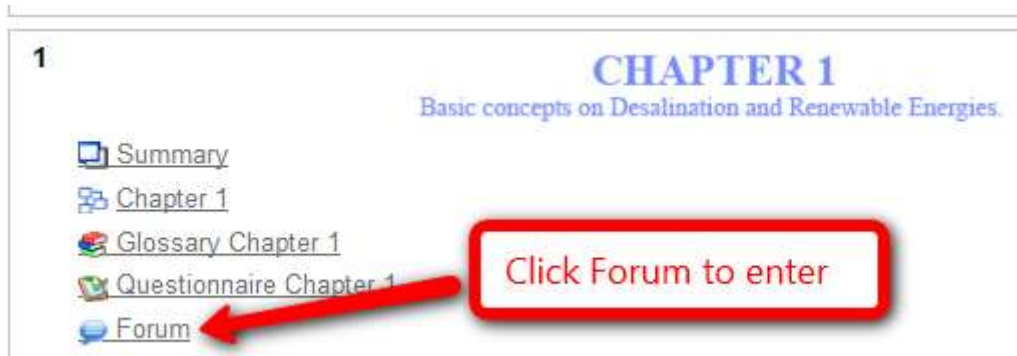 1
CHAPTER 1
Basic concepts on Desalination and Renewable Energies.
Summary
Chapter 1
Glossary Chapter 1
Questionnaire Chapter 1
Forum
Click Forum to enter